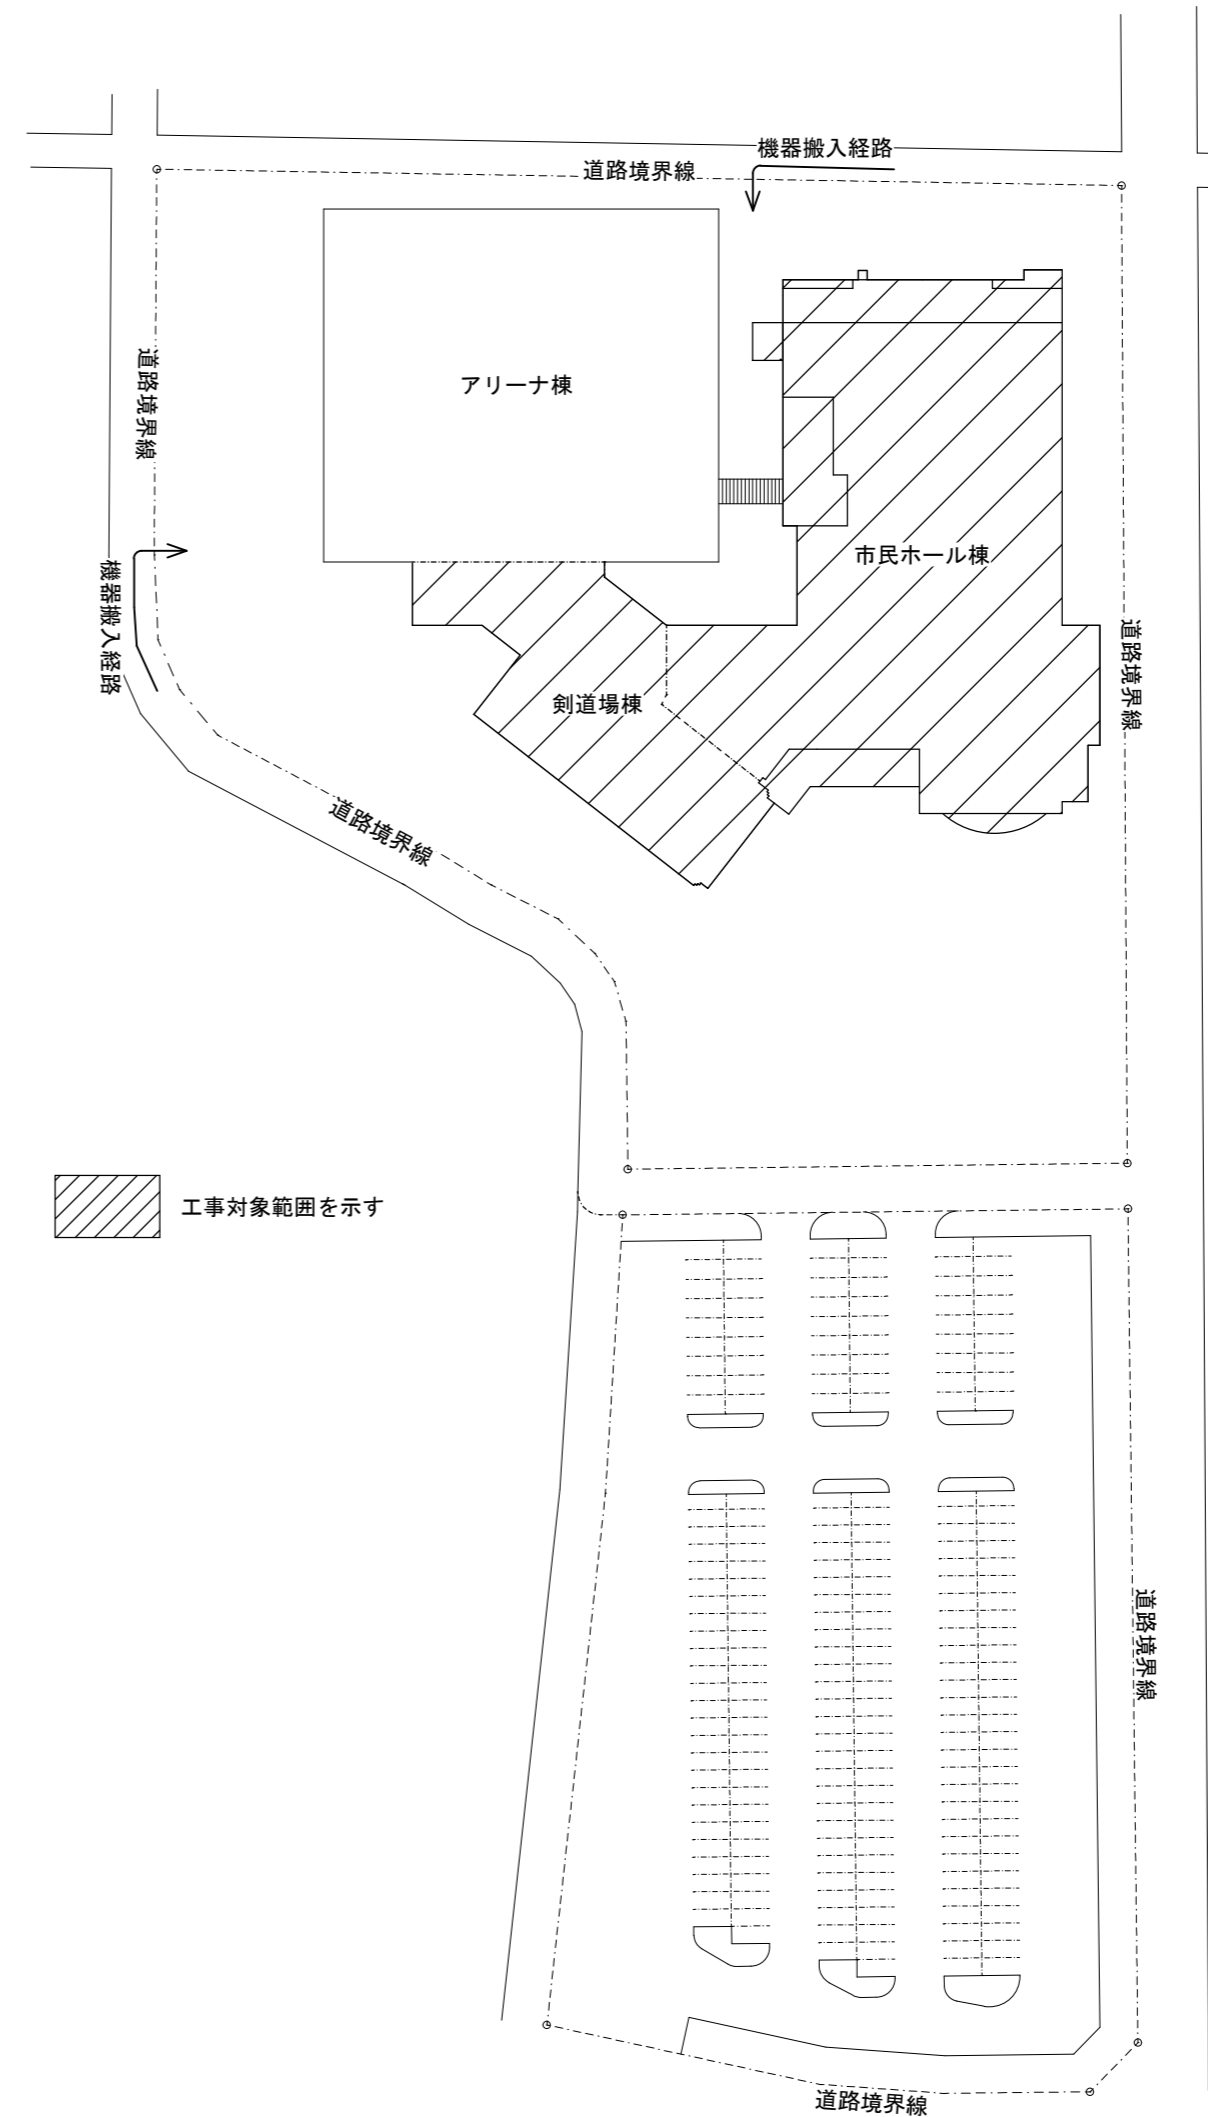 機器搬入経路
道路境界線
道路境界線
アリーナ棟
市民ホール棟
機器搬入経路
道路境界線
剣道場棟
道路境界線
工事対象範囲を示す
道路境界線
道路境界線